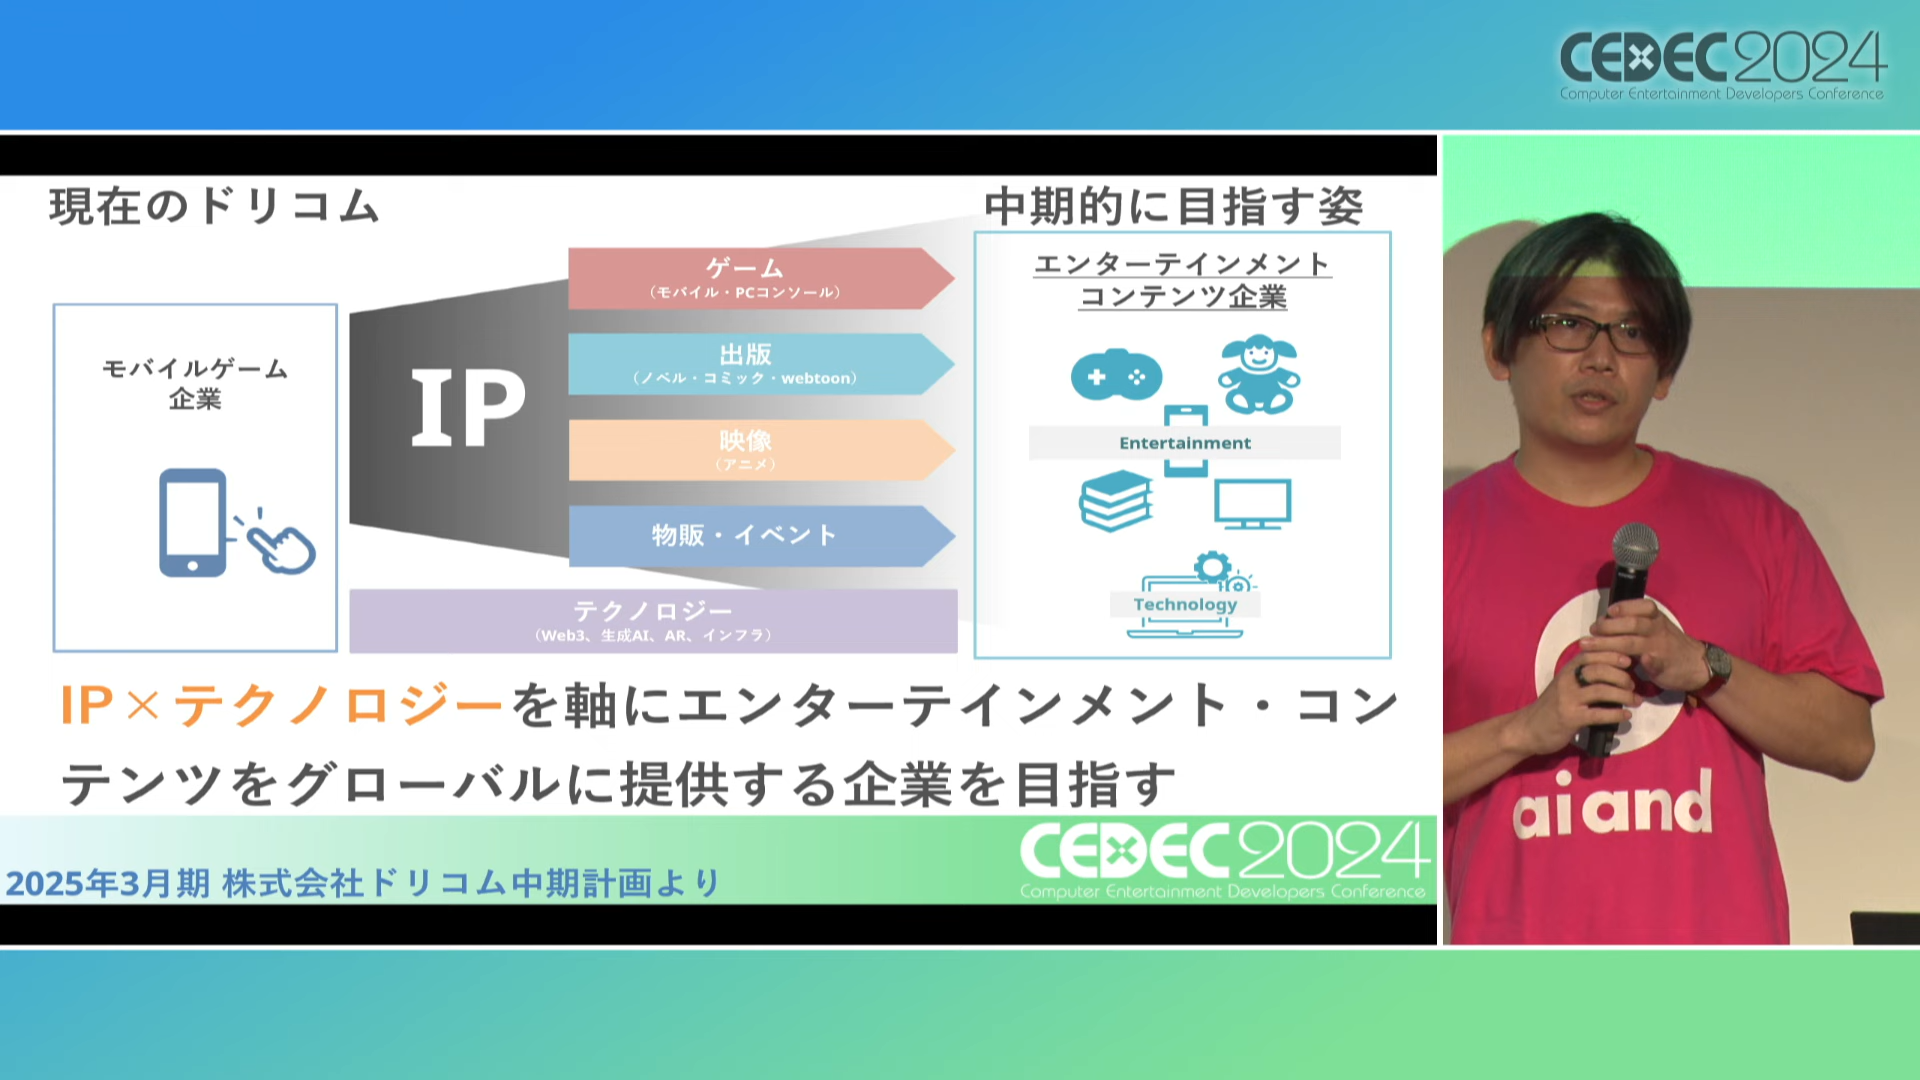 CEDEC2024
Computer Entertainment Developers Conference
現在のドリコム
中期的に目指す姿
モバイルゲーム
企業
IP
ゲーム
（モバイル・PCコンソール）
出版
（ノベル・コミック・webtoon）
映像
（アニメ）
物販・イベント
テクノロジー
（Web3、生成AI、AR、インフラ）
エンターテインメント
コンテンツ企業
Entertainment
Technology
IP×テクノロジーを軸にエンターテインメント・コン
テンツをグローバルに提供する企業を目指す
2025年3月期 株式会社ドリコム中期計画より
CEDEC2024
Computer Entertainment Developers Conference
aiand